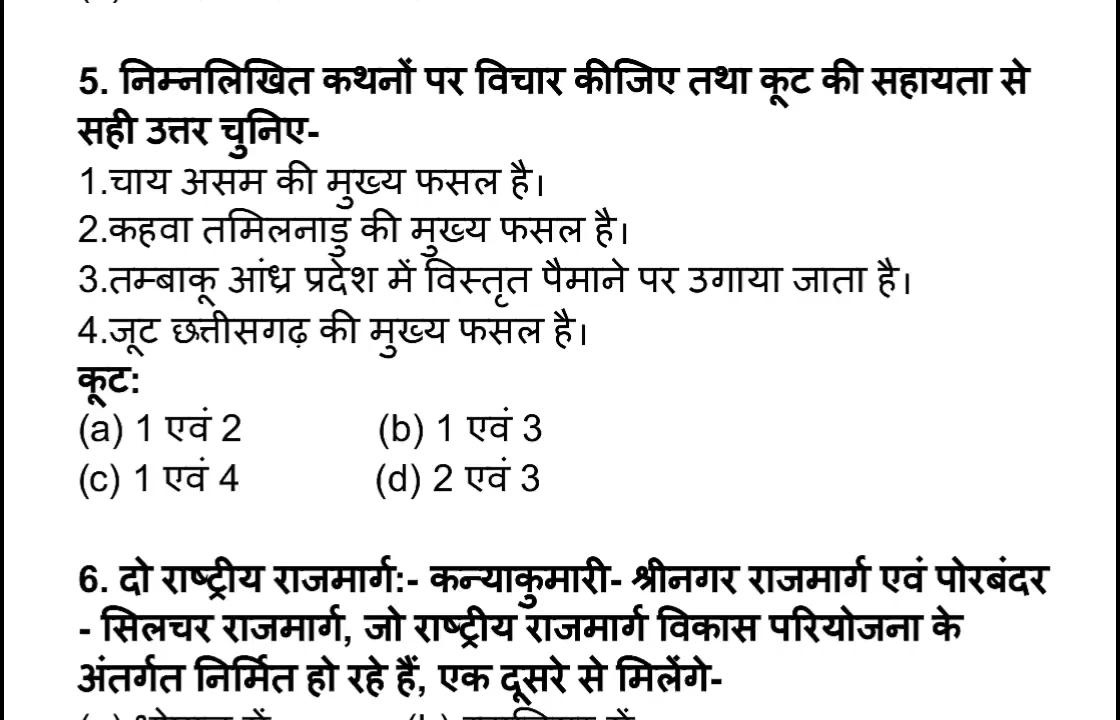 5. निम्नलिखित कथनों पर विचार कीजिए तथा कूट की सहायता से
सही उत्तर चुनिए-
1.चाय असम की मुख्य फसल है।
2.कहवा तमिलनाडु की मुख्य फसल है।
3.तम्बाकू आंध्र प्रदेश में विस्तृत पैमाने पर उगाया जाता है।
4.जूट छत्तीसगढ़ की मुख्य फसल है।
कूट:
(a) 1 एवं 2 (b) 1 एवं 3
(c) 1 एवं 4 (d) 2 एवं 3
6. दो राष्ट्रीय राजमार्ग:- कन्याकुमारी- श्रीनगर राजमार्ग एवं पोरबंदर
- सिलचर राजमार्ग, जो राष्ट्रीय राजमार्ग विकास परियोजना के
अंतर्गत निर्मित हो रहे हैं, एक दूसरे से मिलेंगे-